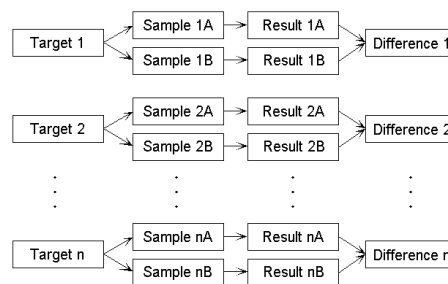 Sample 1A Result 1A
Target 1 Difference 1
Sample 1B Result 1B
Sample 2A Result 2A
Target 2 Difference 2
Sample 2B Result 2B
Sample nA Result nA
Target n Difference n
Sample nB Result nB